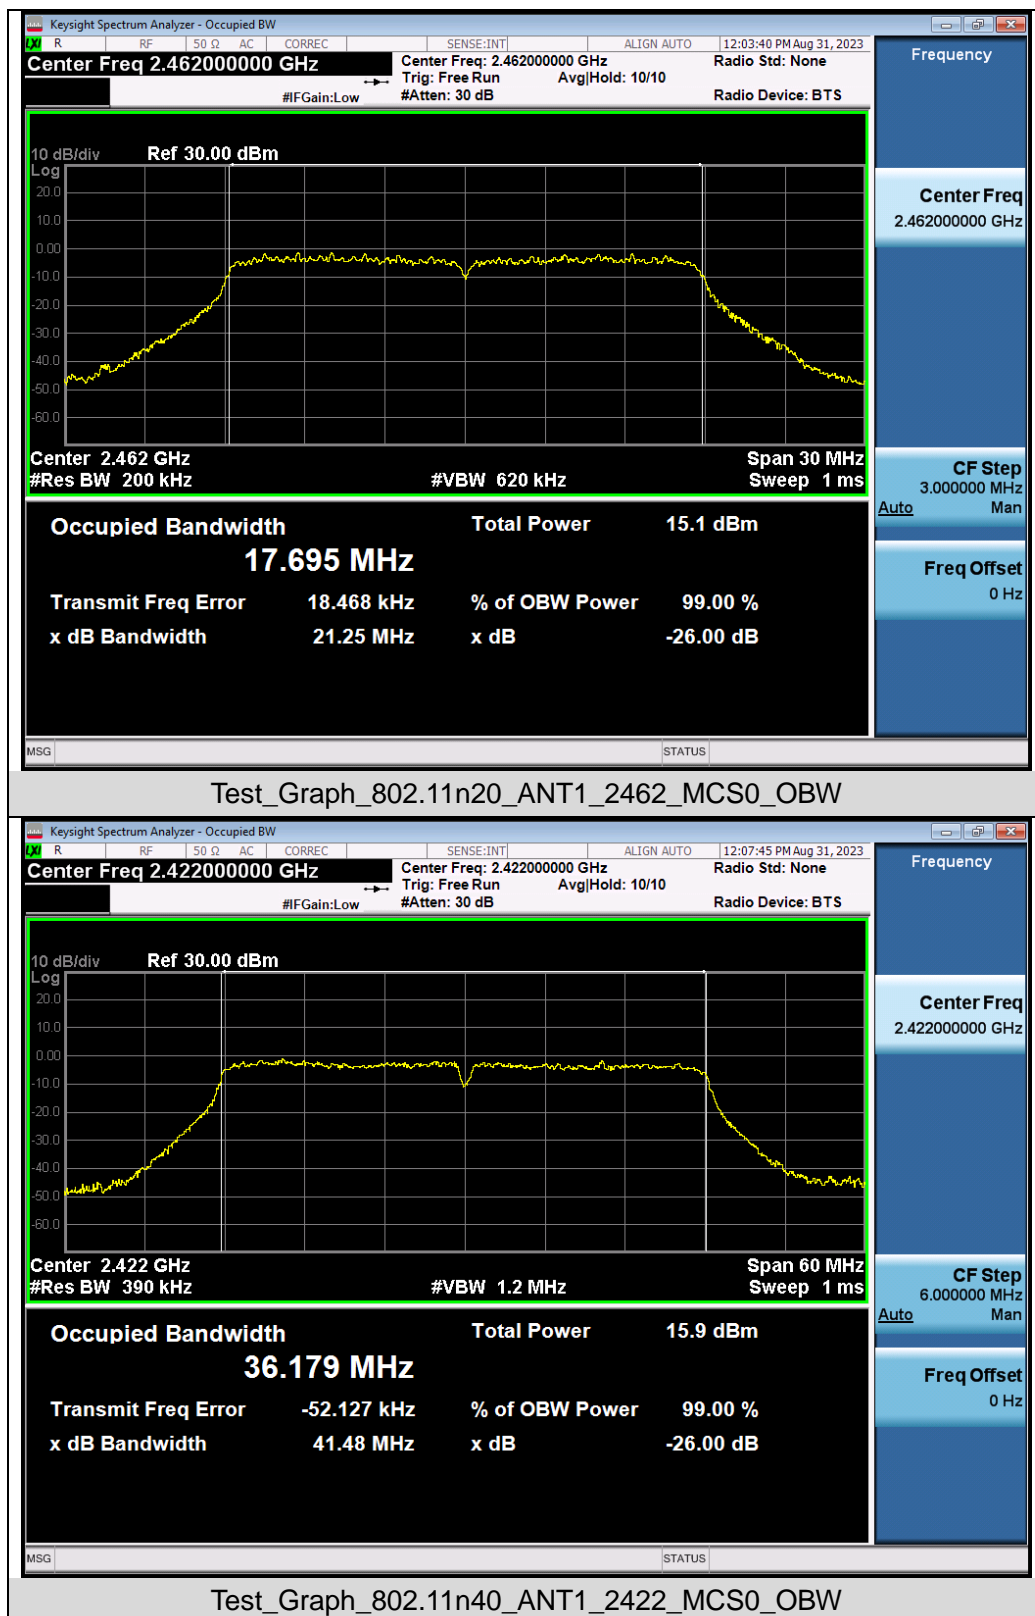 Keysight Spectrum Analyzer - Occupied BW
LXI R RF 50 Ω AC CORREC SENSE:INT ALIGN AUTO 12:03:40 PM Aug 31, 2023
Center Freq 2.462000000 GHz
Center Freq: 2.462000000 GHz
Radio Std: None
Trig: Free Run Avg|Hold: 10/10
#IFGain:Low
#Atten: 30 dB
Radio Device: BTS
Frequency
10 dB/div Ref 30.00 dBm
Log
20.0
10.0
0.00
-10.0
-20.0
-30.0
-40.0
-50.0
-60.0
Center 2.462 GHz
Span 30 MHz
#Res BW 200 kHz
#VBW 620 kHz
Sweep 1 ms
Center Freq
2.462000000 GHz
CF Step
3.000000 MHz
Auto Man
Freq Offset
0 Hz
Occupied Bandwidth
Total Power 15.1 dBm
17.695 MHz
Transmit Freq Error 18.468 kHz % of OBW Power 99.00 %
x dB Bandwidth 21.25 MHz x dB -26.00 dB
MSG STATUS
Test_Graph_802.11n20_ANT1_2462_MCS0_OBW
Keysight Spectrum Analyzer - Occupied BW
LXI R RF 50 Ω AC CORREC SENSE:INT ALIGN AUTO 12:07:45 PM Aug 31, 2023
Center Freq 2.422000000 GHz
Center Freq: 2.422000000 GHz
Radio Std: None
Trig: Free Run Avg|Hold: 10/10
#IFGain:Low
#Atten: 30 dB
Radio Device: BTS
Frequency
10 dB/div Ref 30.00 dBm
Log
20.0
10.0
0.00
-10.0
-20.0
-30.0
-40.0
-50.0
-60.0
Center 2.422 GHz
Span 60 MHz
#Res BW 390 kHz
#VBW 1.2 MHz
Sweep 1 ms
Center Freq
2.422000000 GHz
CF Step
6.000000 MHz
Auto Man
Freq Offset
0 Hz
Occupied Bandwidth
Total Power 15.9 dBm
36.179 MHz
Transmit Freq Error -52.127 kHz % of OBW Power 99.00 %
x dB Bandwidth 41.48 MHz x dB -26.00 dB
MSG STATUS
Test_Graph_802.11n40_ANT1_2422_MCS0_OBW